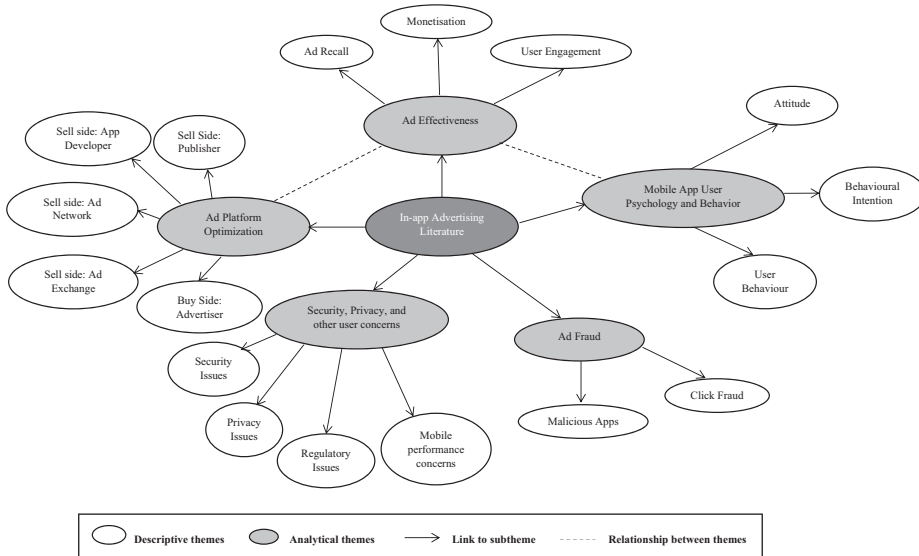 Monetisation
Ad Recall
User Engagement
Ad Effectiveness
Attitude
Sell side: App
Developer
Sell Side:
Publisher
Mobile App User
Psychology and Behavior
Behavioural
Intention
Sell side: Ad
Network
Ad Platform
Optimization
In-app Advertising
Literature
User
Behaviour
Sell side: Ad
Exchange
Buy Side:
Advertiser
Security, Privacy, and
other user concerns
Ad Fraud
Security
Issues
Click Fraud
Privacy
Issues
Malicious Apps
Regulatory
Issues
Mobile
performance
concerns
Descriptive themes
Analytical themes
Link to subtheme
Relationship between themes